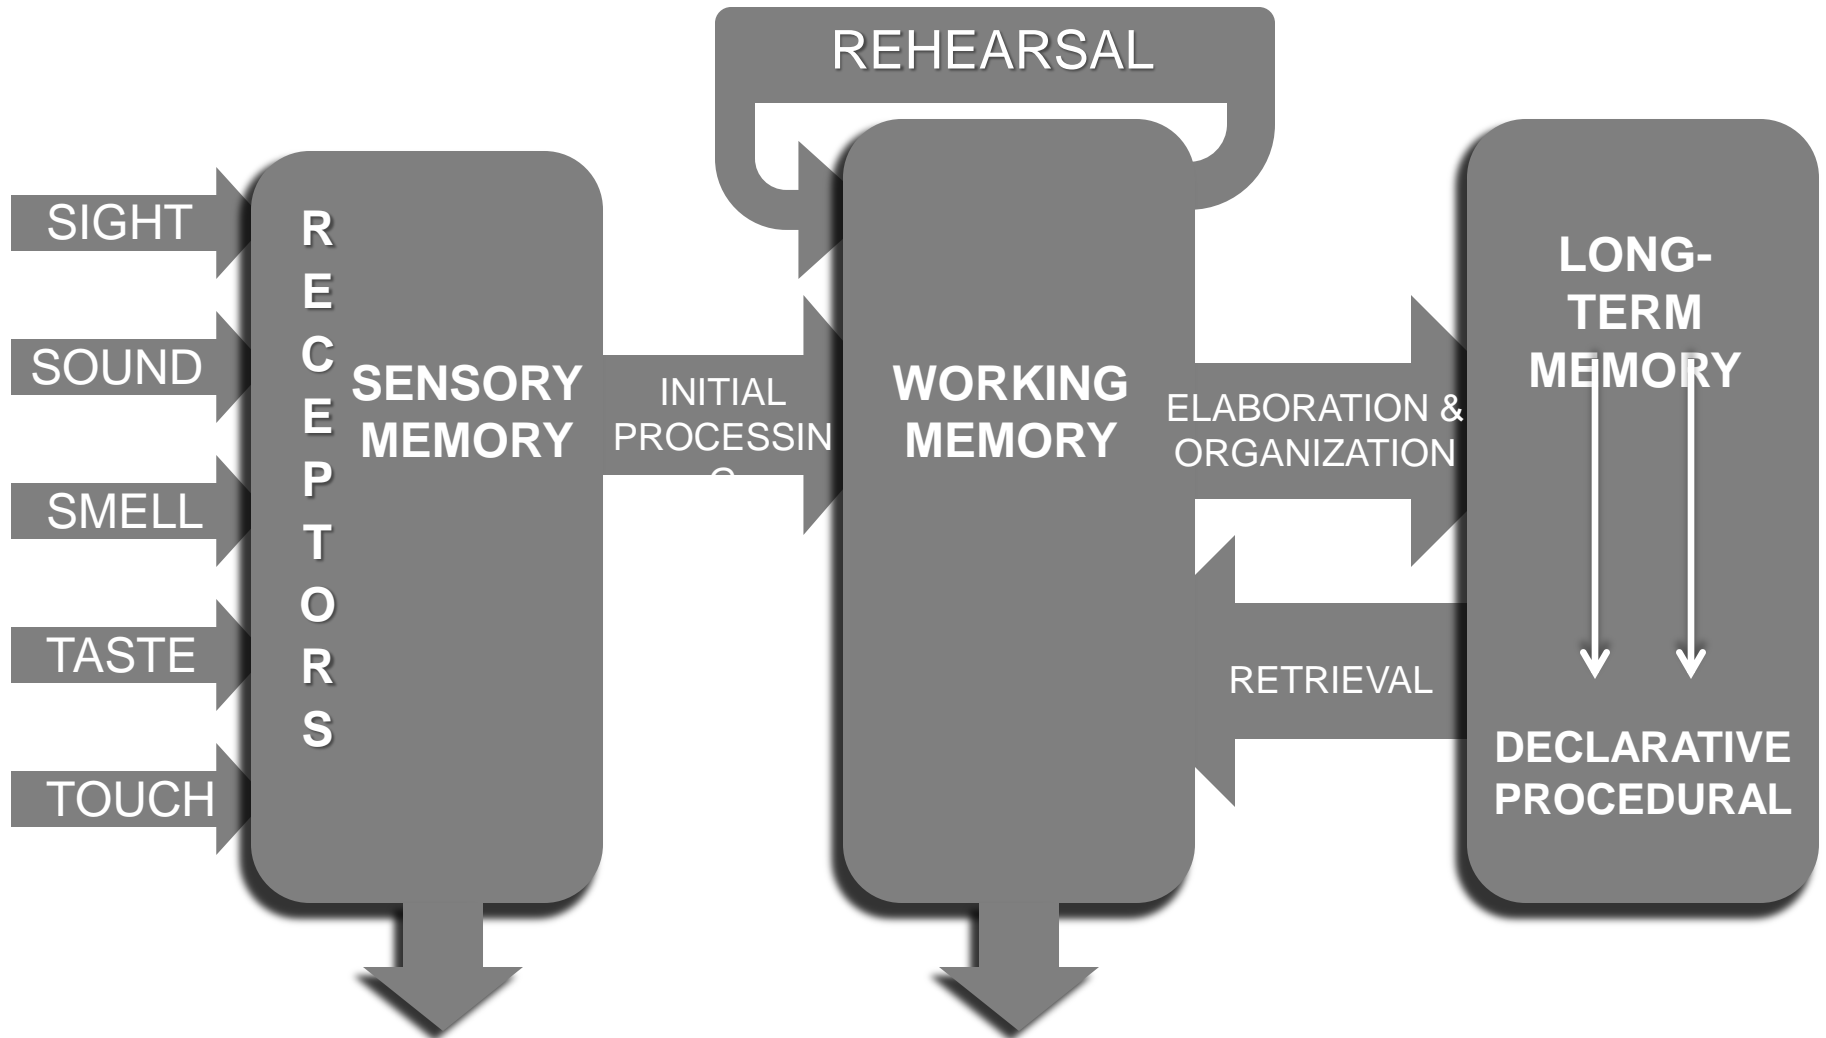 REHEARSAL
SIGHT
SOUND
SMELL
TASTE
TOUCH
R
E
C
E
P
T
O
R
S
SENSORY
MEMORY
INITIAL
PROCESSIN
G
WORKING
MEMORY
ELABORATION &
ORGANIZATION
RETRIEVAL
LONG-
TERM
MEMORY
DECLARATIVE
PROCEDURAL